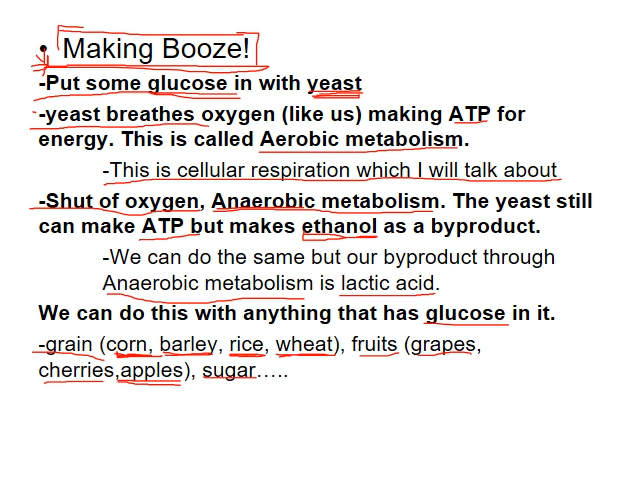 • Making Booze!
-Put some glucose in with yeast
-yeast breathes oxygen (like us) making ATP for
energy. This is called Aerobic metabolism.
-This is cellular respiration which I will talk about
-Shut of oxygen, Anaerobic metabolism. The yeast still
can make ATP but makes ethanol as a byproduct.
-We can do the same but our byproduct through
Anaerobic metabolism is lactic acid.
We can do this with anything that has glucose in it.
-grain (corn, barley, rice, wheat), fruits (grapes,
cherries,apples), sugar…..